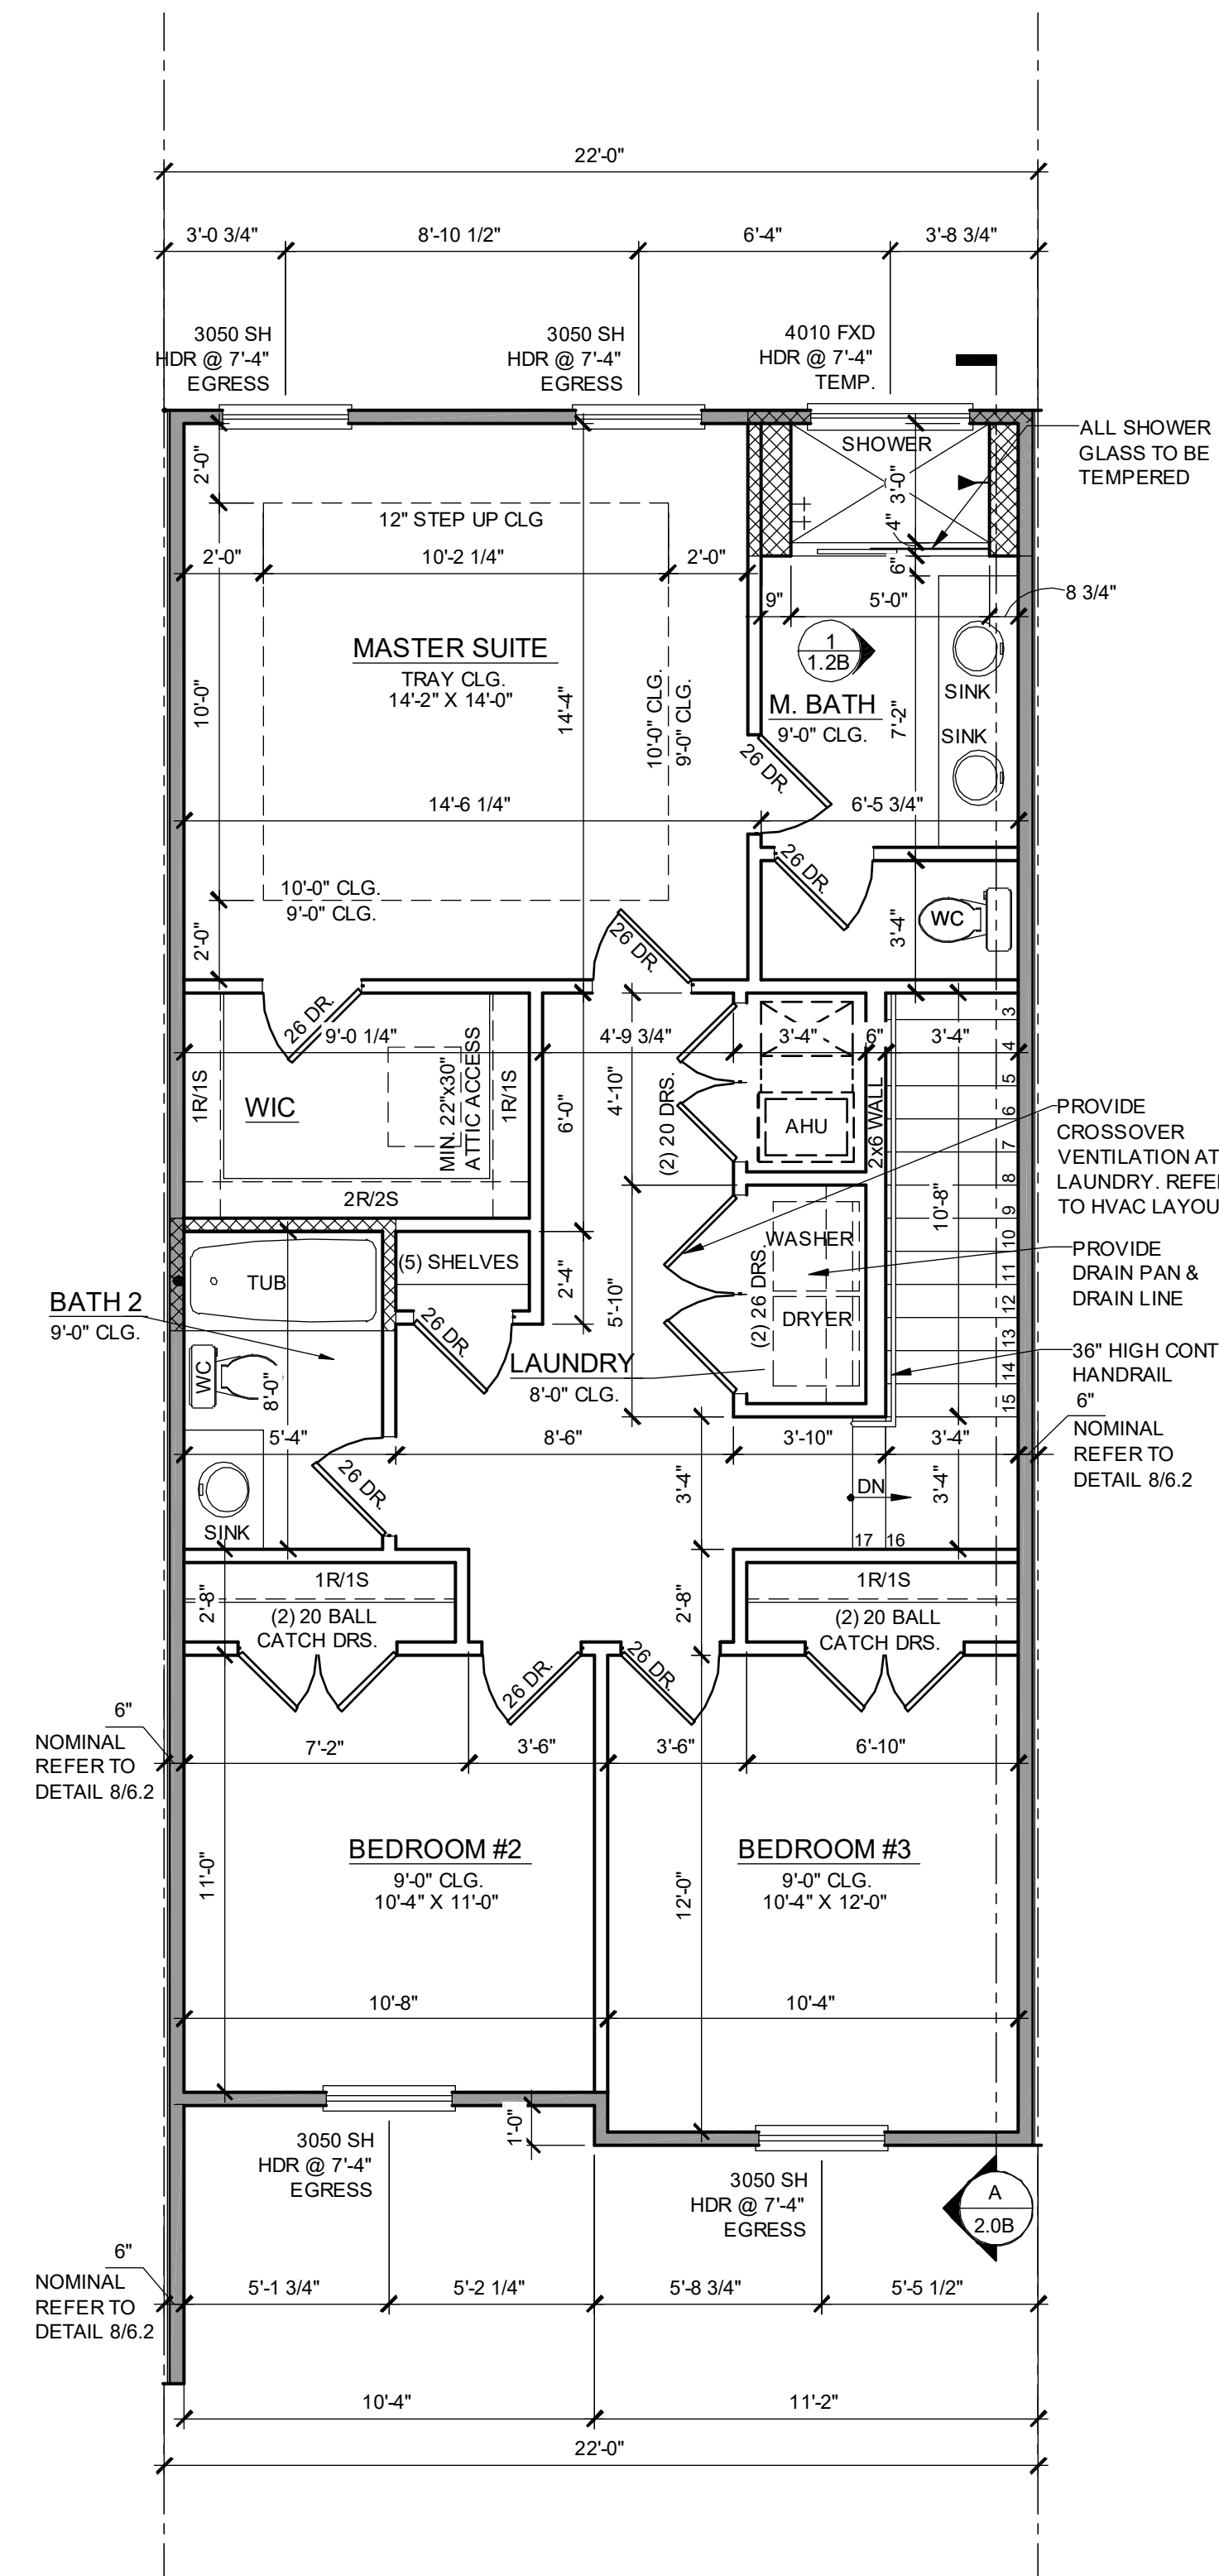 22'-0"
3'-0 3/4"
8'-10 1/2"
6'-4"
3'-8 3/4"
3050 SH
HDR @ 7'-4"
EGRESS
3050 SH
HDR @ 7'-4"
EGRESS
4010 FXD
HDR @ 7'-4"
TEMP.
ALL SHOWER
GLASS TO BE
TEMPERED
SHOWER
3'-0"
4"
6"
2'-0"
12" STEP UP CLG
2'-0"
10'-2 1/4"
2'-0"
9"
5'-0"
8 3/4"
1
1.2B
MASTER SUITE
TRAY CLG.
14'-2" X 14'-0"
10'-0"
14'-4"
10'-0" CLG.
9'-0" CLG.
M. BATH
9'-0" CLG.
7'-2"
SINK
SINK
26 DR.
14'-6 1/4"
6'-5 3/4"
26 DR.
10'-0" CLG.
9'-0" CLG.
2'-0"
26 DR.
3'-4"
WC
26 DR.
9'-0 1/4"
4'-9 3/4"
3'-4"
6"
3'-4"
1R/1S
WIC
MIN. 22"x30"
ATTIC ACCESS
1R/1S
2R/2S
6'-0"
4'-10"
(2) 20 DRS.
AHU
2x6 WALL
3
4
5
6
7
8
9
10
11
12
13
14
15
10'-8"
PROVIDE
CROSSOVER
VENTILATION AT
LAUNDRY. REFE
TO HVAC LAYOU
WASHER
DRYER
(2) 26 DRS.
5'-10"
PROVIDE
DRAIN PAN &
DRAIN LINE
36" HIGH CONT
HANDRAIL
6"
NOMINAL
REFER TO
DETAIL 8/6.2
TUB
(5) SHELVES
2'-4"
26 DR.
BATH 2
9'-0" CLG.
LAUNDRY
8'-0" CLG.
WC
8'-0"
5'-4"
8'-6"
3'-10"
3'-4"
26 DR.
SINK
3'-4"
DN
3'-4"
17
16
1R/1S
(2) 20 BALL
CATCH DRS.
2'-8"
2'-8"
1R/1S
(2) 20 BALL
CATCH DRS.
26 DR.
26 DR.
6"
NOMINAL
REFER TO
DETAIL 8/6.2
7'-2"
3'-6"
3'-6"
6'-10"
BEDROOM #2
9'-0" CLG.
10'-4" X 11'-0"
11'-0"
BEDROOM #3
9'-0" CLG.
10'-4" X 12'-0"
12'-0"
10'-8"
10'-4"
1'-0"
3050 SH
HDR @ 7'-4"
EGRESS
3050 SH
HDR @ 7'-4"
EGRESS
A
2.0B
6"
NOMINAL
REFER TO
DETAIL 8/6.2
5'-1 3/4"
5'-2 1/4"
5'-8 3/4"
5'-5 1/2"
10'-4"
11'-2"
22'-0"